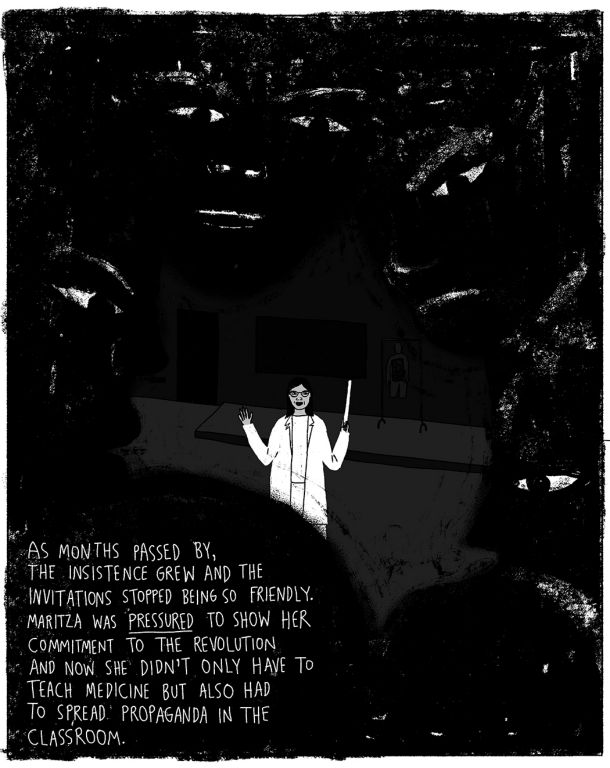 AS MONTHS PASSED BY,
THE INSISTENCE GREW AND THE
INVITATIONS STOPPED BEING SO FRIENDLY.
MARITZA WAS PRESSURED TO SHOW HER
COMMITMENT TO THE REVOLUTION
AND NOW SHE DIDN'T ONLY HAVE TO
TEACH MEDICINE BUT ALSO HAD
TO SPREAD PROPAGANDA IN THE
CLASSROOM.